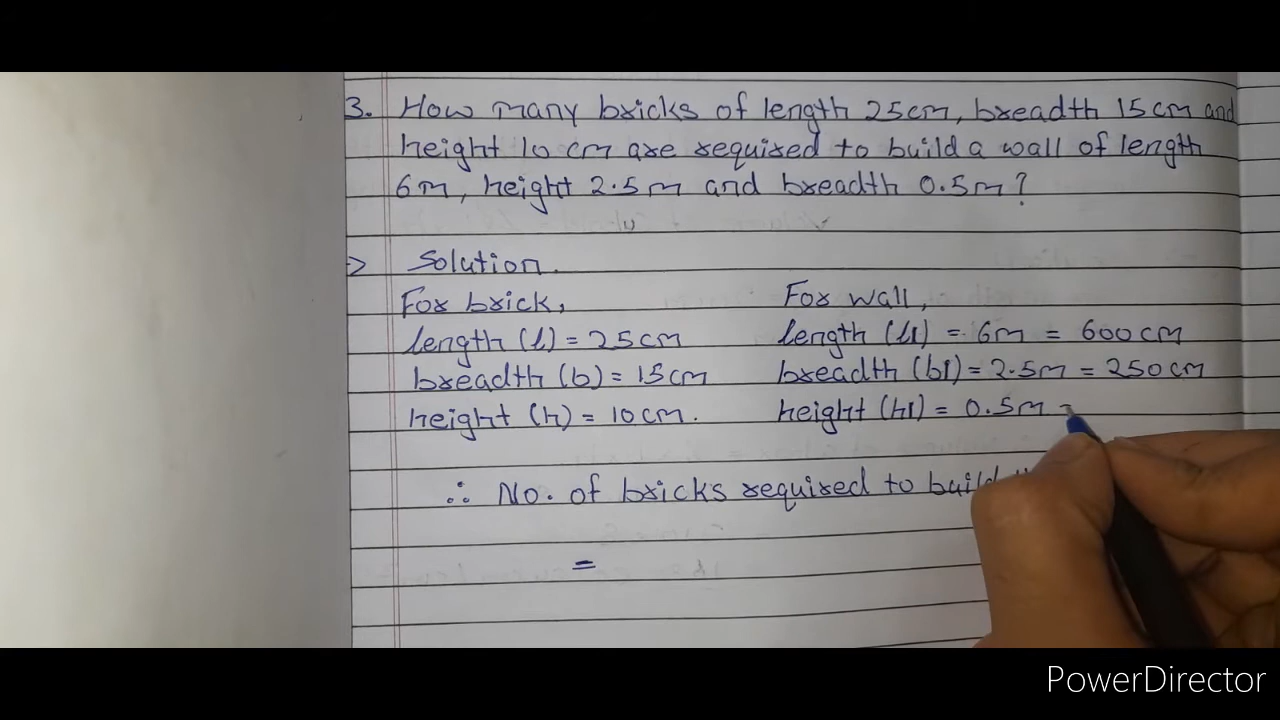 3. How many bricks of length 25cm, breadth 15cm and
height 10 cm are required to build a wall of length
6m, height 2.5m and breadth 0.5m?
→ Solution.
For brick,
length (l) = 25cm
breadth (b) = 15cm
height (h) = 10cm.
For wall,
length (l1) = 6m = 600cm
breadth (b1) = 2.5m = 250cm
height (h1) = 0.5m =
∴ No. of bricks required to build
=
PowerDirector